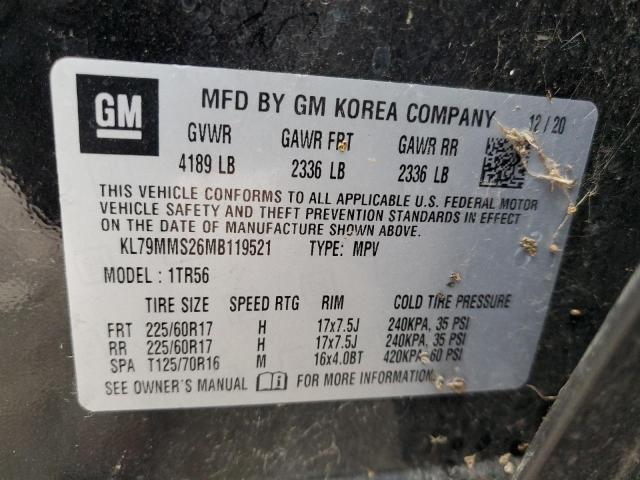 GM
MFD BY GM KOREA COMPANY 12/20
GVWR GAWR FRT GAWR RR
4189 LB 2336 LB 2336 LB
THIS VEHICLE CONFORMS TO ALL APPLICABLE U.S. FEDERAL MOTOR
VEHICLE SAFETY AND THEFT PREVENTION STANDARDS IN EFFECT
ON THE DATE OF MANUFACTURE SHOWN ABOVE.
KL79MMS26MB119521 TYPE: MPV
MODEL : 1TR56
TIRE SIZE SPEED RTG RIM COLD TIRE PRESSURE
FRT 225/60R17 H 17x7.5J 240KPA, 35 PSI
RR 225/60R17 H 17x7.5J 240KPA, 35 PSI
SPA T125/70R16 M 16x4.0BT 420KPA, 60 PSI
SEE OWNER'S MANUAL i FOR MORE INFORMATION